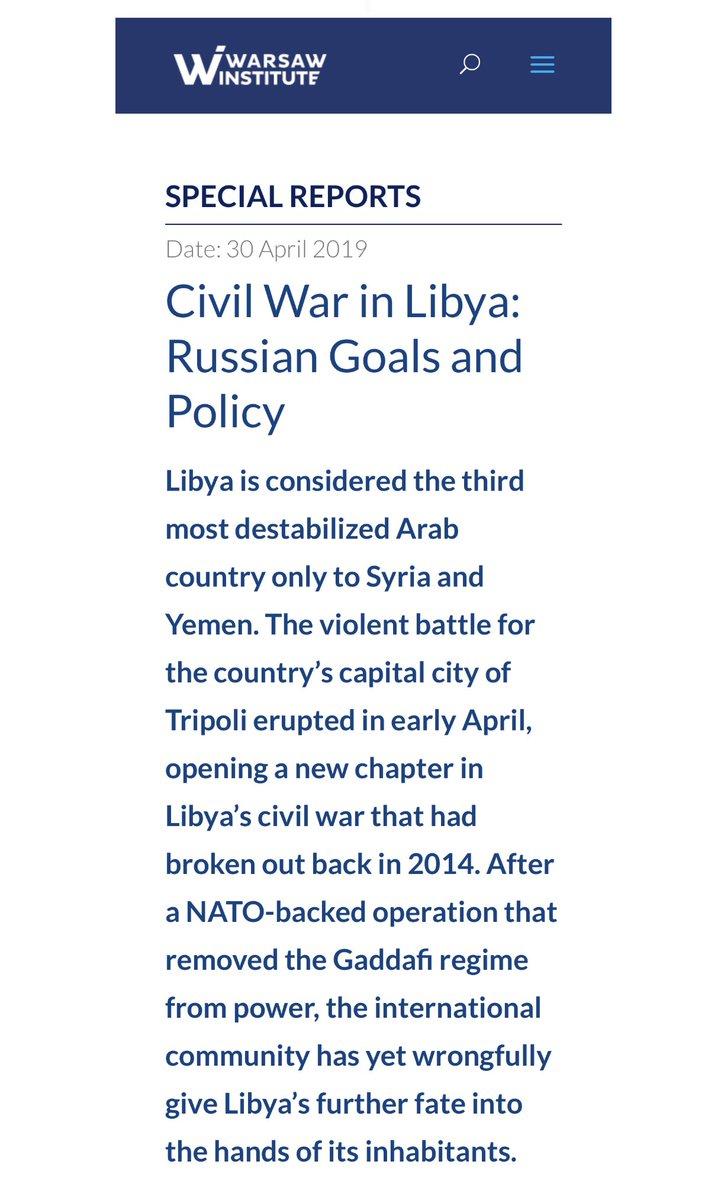 WARSAW
INSTITUTE
SPECIAL REPORTS
Date: 30 April 2019
Civil War in Libya:
Russian Goals and
Policy
Libya is considered the third
most destabilized Arab
country only to Syria and
Yemen. The violent battle for
the country’s capital city of
Tripoli erupted in early April,
opening a new chapter in
Libya’s civil war that had
broken out back in 2014. After
a NATO-backed operation that
removed the Gaddafi regime
from power, the international
community has yet wrongfully
give Libya’s further fate into
the hands of its inhabitants.